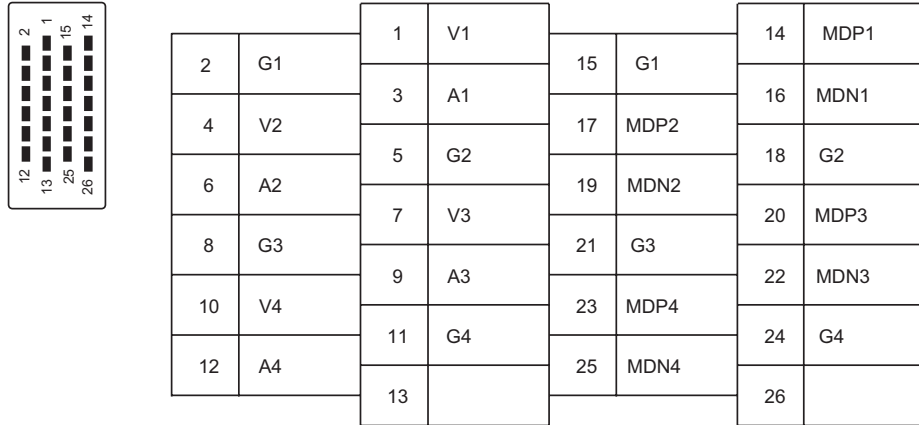 2 1 15 14
12 13 25 26
1 V1 14 MDP1
2 G1 15 G1
3 A1 16 MDN1
4 V2 17 MDP2
5 G2 18 G2
6 A2 19 MDN2
7 V3 20 MDP3
8 G3 21 G3
9 A3 22 MDN3
10 V4 23 MDP4
11 G4 24 G4
12 A4 25 MDN4
13 26